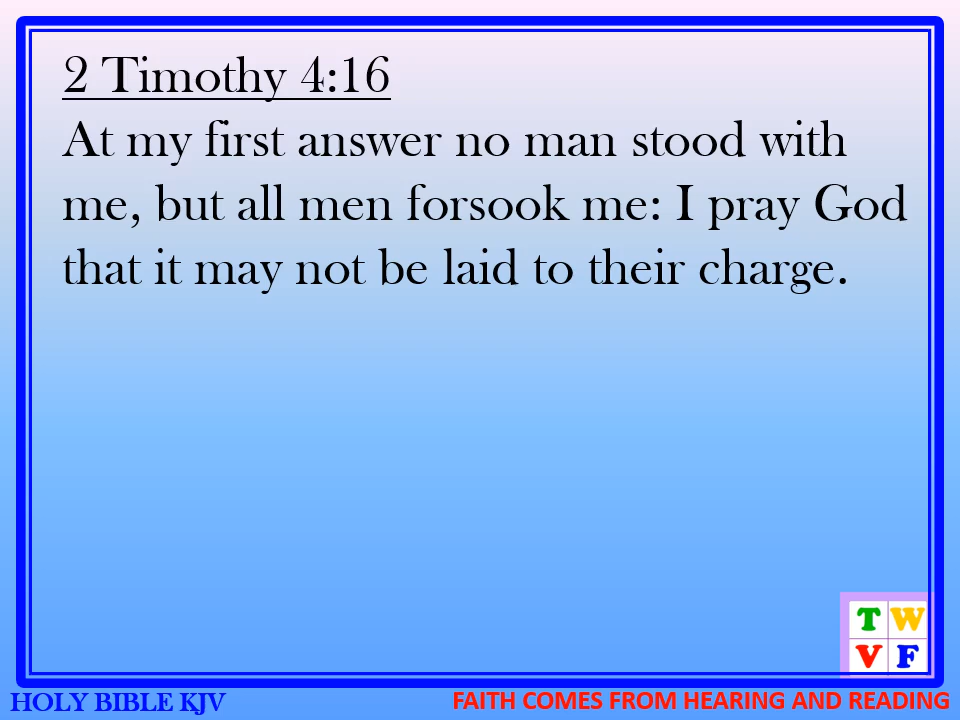 2 Timothy 4:16
At my first answer no man stood with
me, but all men forsook me: I pray God
that it may not be laid to their charge.
T W
V F
HOLY BIBLE KJV
FAITH COMES FROM HEARING AND READING